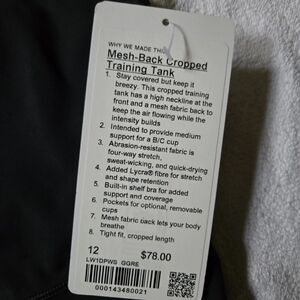 WHY WE MADE THIS
Mesh-Back Cropped
Training Tank
1. Stay covered but keep it
breezy. This cropped training
tank has a high neckline at the
front and a mesh fabric back to
keep the air flowing while the
intensity builds
2. Intended to provide medium
support for a B/C cup
3. Abrasion-resistant fabric is
four-way stretch,
sweat-wicking, and quick-drying
4. Added Lycra® fibre for stretch
and shape retention
5. Built-in shelf bra for added
support and coverage
6. Pockets for optional, removable
cups
7. Mesh fabric back lets your body
breathe
8. Tight fit, cropped length
12 $78.00
LW1DPWS GGRE
000143480021